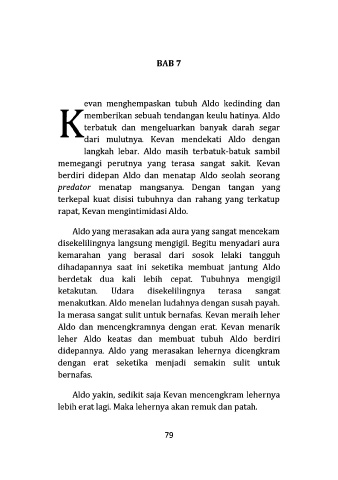 BAB 7
Kevan menghempaskan tubuh Aldo kedinding dan
memberikan sebuah tendangan keulu hatinya. Aldo
terbatuk dan mengeluarkan banyak darah segar
dari mulutnya. Kevan mendekati Aldo dengan
langkah lebar. Aldo masih terbatuk-batuk sambil
memegangi perutnya yang terasa sangat sakit. Kevan
berdiri didepan Aldo dan menatap Aldo seolah seorang
predator menatap mangsanya. Dengan tangan yang
terkepal kuat disisi tubuhnya dan rahang yang terkatup
rapat, Kevan mengintimidasi Aldo.
Aldo yang merasakan ada aura yang sangat mencekam
disekelilingnya langsung mengigil. Begitu menyadari aura
kemarahan yang berasal dari sosok lelaki tangguh
dihadapannya saat ini seketika membuat jantung Aldo
berdetak dua kali lebih cepat. Tubuhnya mengigil
ketakutan. Udara disekelilingnya terasa sangat
menakutkan. Aldo menelan ludahnya dengan susah payah.
Ia merasa sangat sulit untuk bernafas. Kevan meraih leher
Aldo dan mencengkramnya dengan erat. Kevan menarik
leher Aldo keatas dan membuat tubuh Aldo berdiri
didepannya. Aldo yang merasakan lehernya dicengkram
dengan erat seketika menjadi semakin sulit untuk
bernafas.
Aldo yakin, sedikit saja Kevan mencengkram lehernya
lebih erat lagi. Maka lehernya akan remuk dan patah.
79